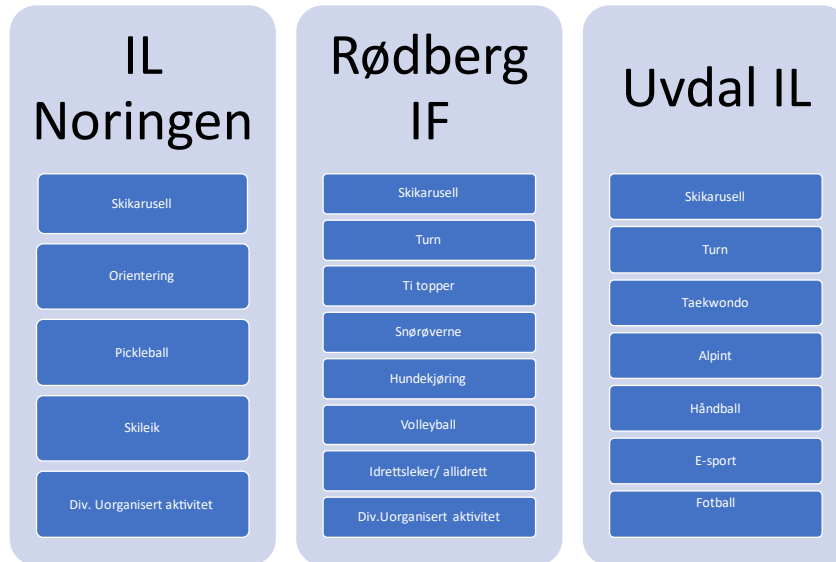 IL
Noringen
Skikarusell
Orientering
Pickleball
Skileik
Div. Uorganisert aktivitet
Rødberg
IF
Skikarusell
Turn
Ti topper
Snørøverne
Hundekjøring
Volleyball
Idrettsleker/ allidrett
Div.Uorganisert aktivitet
Uvdal IL
Skikarusell
Turn
Taekwondo
Alpint
Håndball
E-sport
Fotball